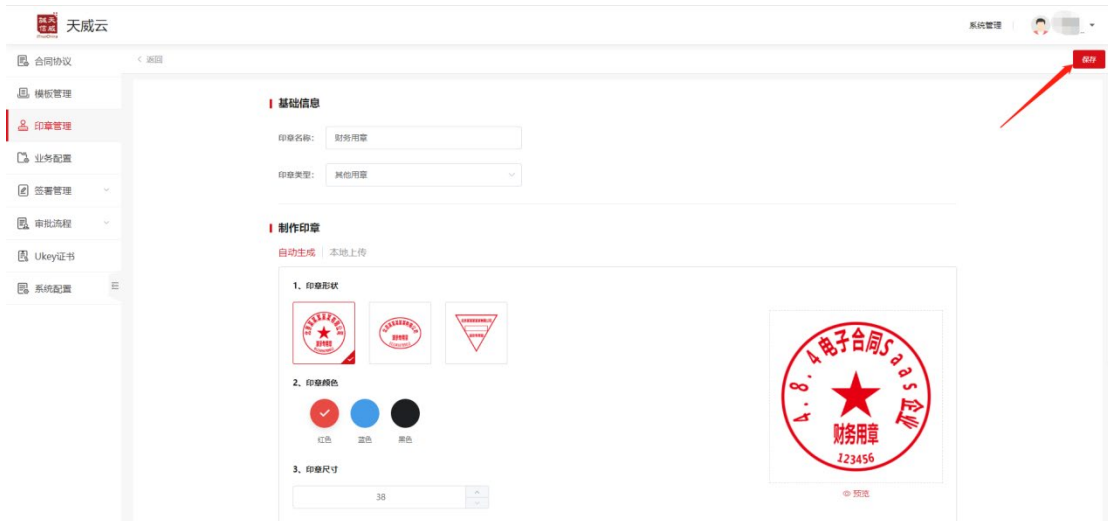 天威云
系统管理
合同协议
模板管理
印章管理
业务配置
签署管理
审批流程
Ukey证书
系统配置
< 返回
保存
基础信息
印章名称: 财务用章
印章类型: 其他用章
制作印章
自动生成 | 本地上传
1、印章形状
2、印章颜色
红色 蓝色 黑色
3、印章尺寸
38
4.8.4电子合同Saas企业
财务用章
123456
预览